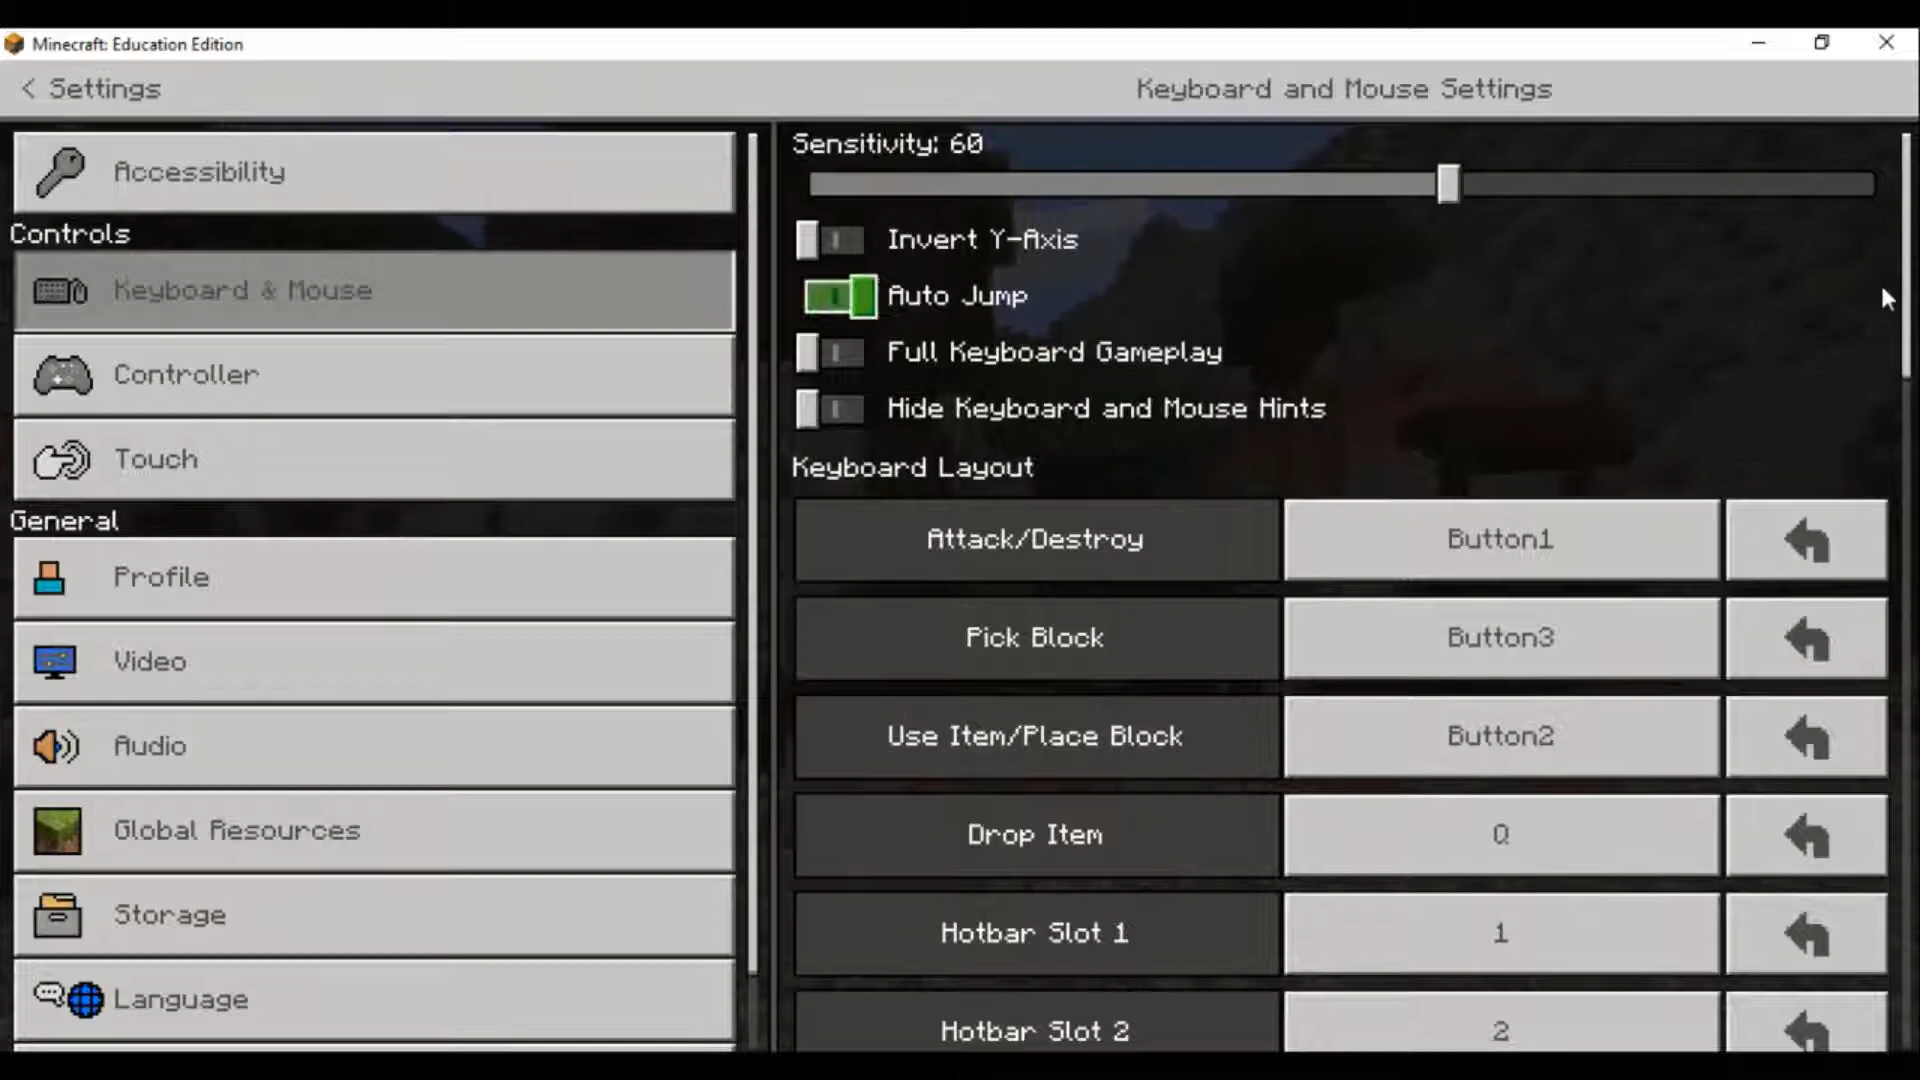 Minecraft: Education Edition
< Settings
Keyboard and Mouse Settings
Accessibility
Controls
Keyboard & Mouse
Controller
Touch
General
Profile
Video
Audio
Global Resources
Storage
Language
Sensitivity: 60
Invert Y-Axis
Auto Jump
Full Keyboard Gameplay
Hide Keyboard and Mouse Hints
Keyboard Layout
Attack/Destroy Button1
Pick Block Button3
Use Item/Place Block Button2
Drop Item Q
Hotbar Slot 1 1
Hotbar Slot 2 2